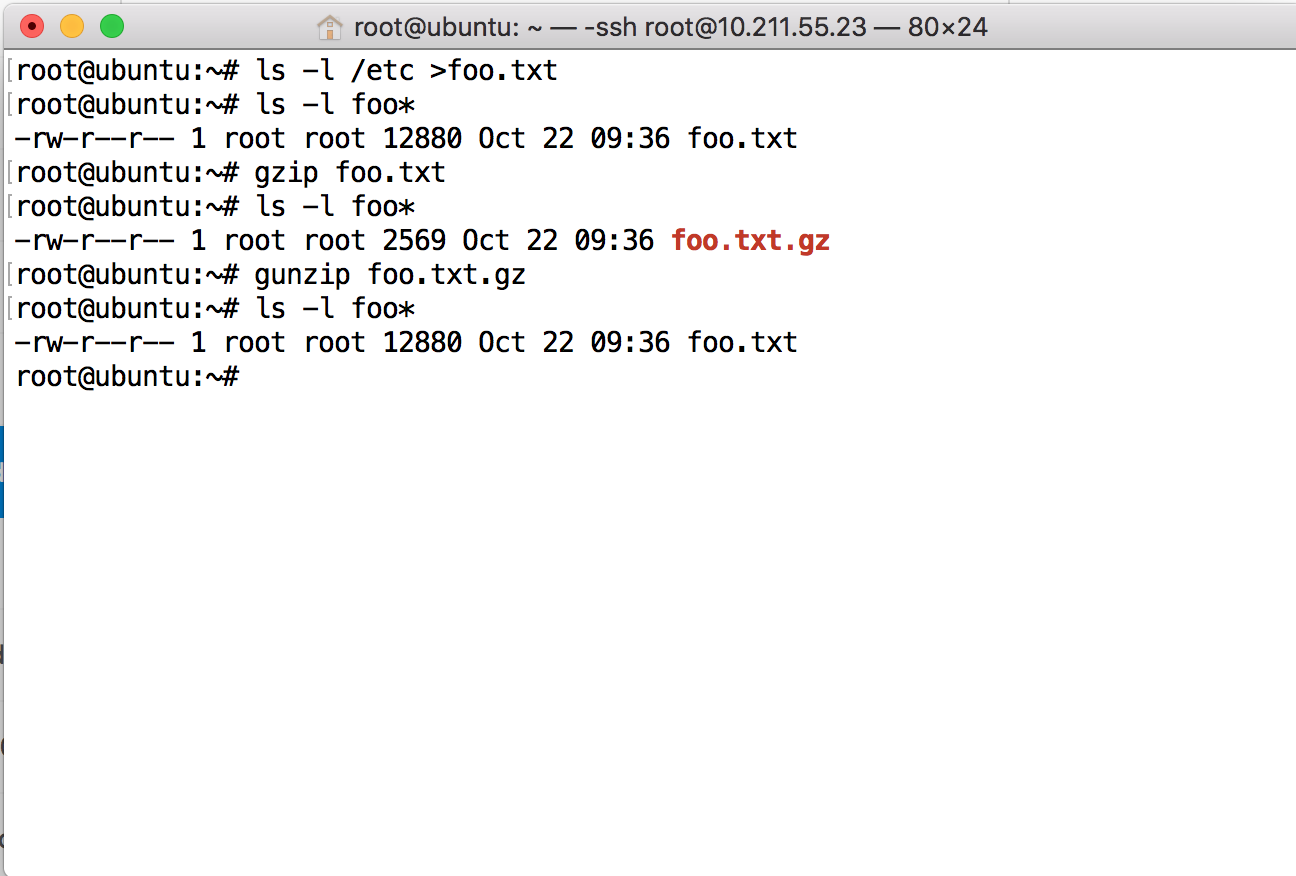 root@ubuntu: ~ — -ssh root@10.211.55.23 — 80×24
[root@ubuntu:~# ls -l /etc >foo.txt
[root@ubuntu:~# ls -l foo*
-rw-r--r-- 1 root root 12880 Oct 22 09:36 foo.txt
[root@ubuntu:~# gzip foo.txt
[root@ubuntu:~# ls -l foo*
-rw-r--r-- 1 root root 2569 Oct 22 09:36 foo.txt.gz
[root@ubuntu:~# gunzip foo.txt.gz
[root@ubuntu:~# ls -l foo*
-rw-r--r-- 1 root root 12880 Oct 22 09:36 foo.txt
root@ubuntu:~#